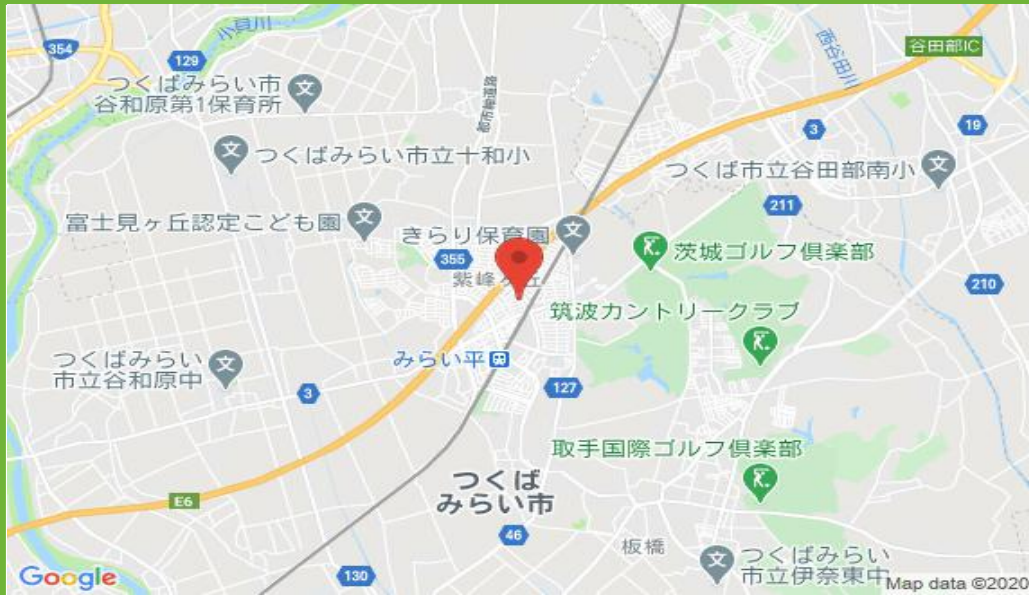 小貝川
354
129
都市軸道路
西谷田川
谷田部IC
つくばみらい市
谷和原第1保育所
3
19
つくばみらい市立十和小
つくば市立谷田部南小
211
富士見ヶ丘認定こども園
きらり保育園
355
茨城ゴルフ倶楽部
紫峰ヶ丘
210
筑波カントリークラブ
つくばみらい
市立谷和原中
みらい平
3
127
取手国際ゴルフ倶楽部
つくば
みらい市
E6
46
板橋
つくばみらい
市立伊奈東中
130
Google
Map data ©2020